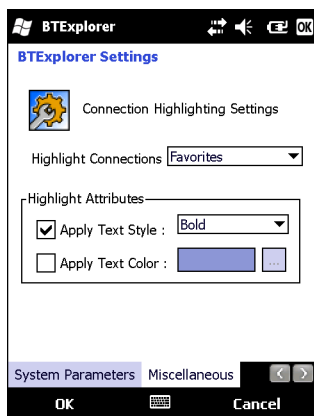 BTExplorer OK
BTExplorer Settings
Connection Highlighting Settings
Highlight Connections Favorites
Highlight Attributes
Apply Text Style : Bold
Apply Text Color : ...
System Parameters Miscellaneous
OK Cancel